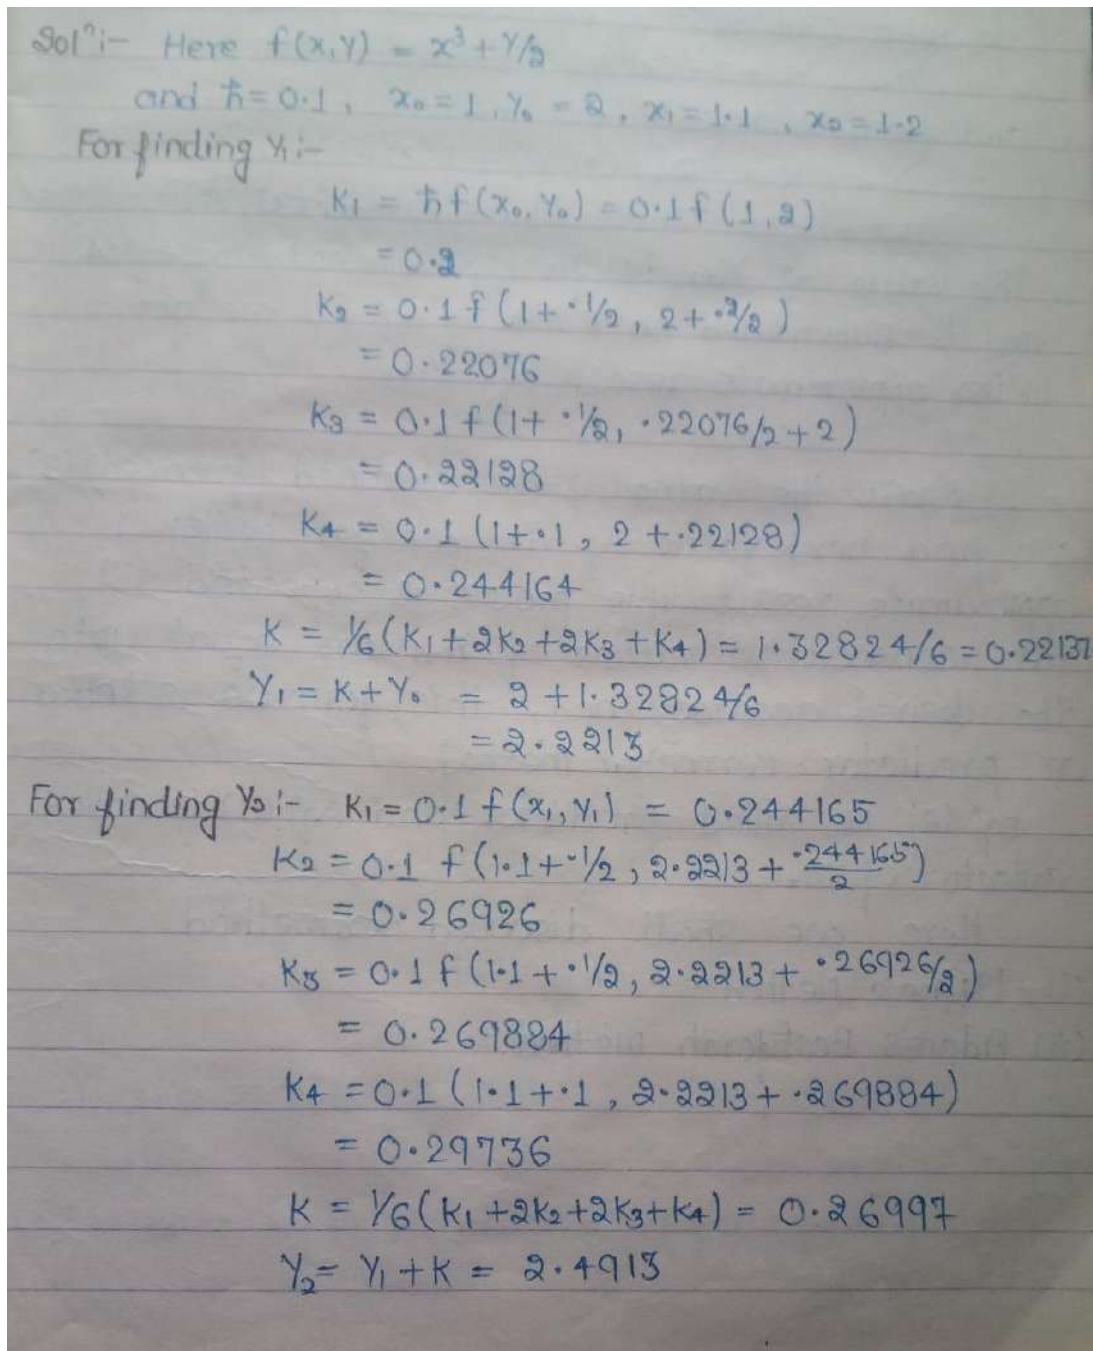 Solⁿ:- Here f(x,y) = x³ + y/2
and ℏ = 0.1, x₀ = 1, y₀ = 2, x₁ = 1.1, x₂ = 1.2
For finding y₁:-
K₁ = ℏf(x₀, y₀) = 0.1 f(1, 2)
= 0.2
K₂ = 0.1 f(1 + .1/2, 2 + .2/2)
= 0.22076
K₃ = 0.1 f(1 + .1/2, .22076/2 + 2)
= 0.22128
K₄ = 0.1 (1 + .1, 2 + .22128)
= 0.244164
K = 1/6 (K₁ + 2K₂ + 2K₃ + K₄) = 1.32824/6 = 0.22137
Y₁ = K + Y₀ = 2 + 1.32824/6
= 2.2213
For finding y₂:- K₁ = 0.1 f(x₁, y₁) = 0.244165
K₂ = 0.1 f(1.1 + .1/2, 2.2213 + .244165/2)
= 0.26926
K₃ = 0.1 f(1.1 + .1/2, 2.2213 + .26926/2)
= 0.269884
K₄ = 0.1 (1.1 + .1, 2.2213 + .269884)
= 0.29736
K = 1/6 (K₁ + 2K₂ + 2K₃ + K₄) = 0.26997
Y₂ = Y₁ + K = 2.4913